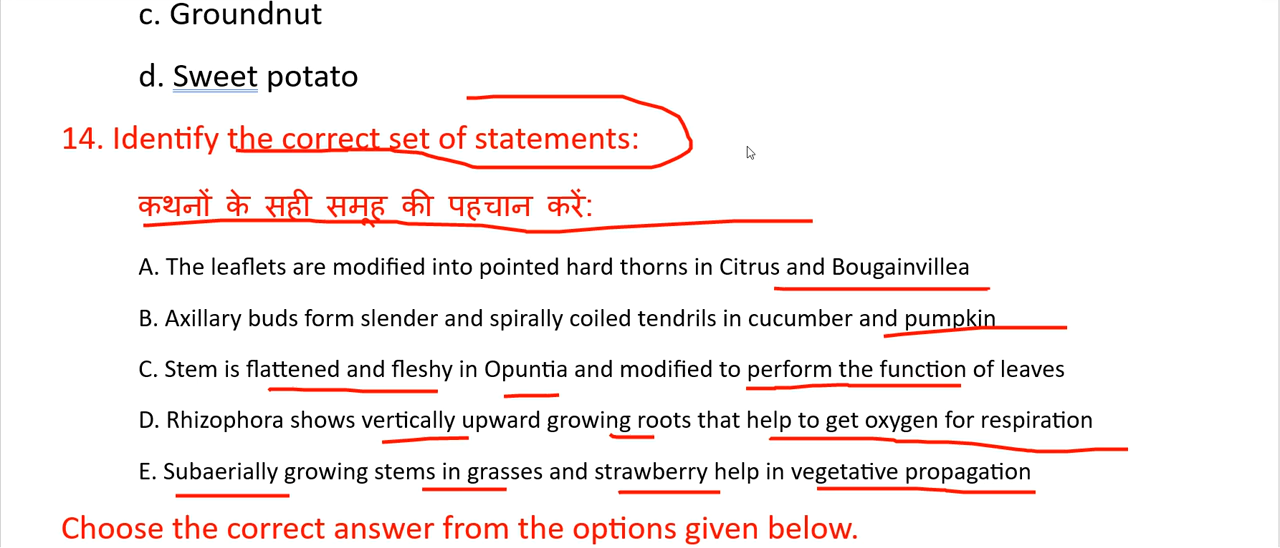 c. Groundnut
d. Sweet potato
14. Identify the correct set of statements:
कथनों के सही समूह की पहचान करें:
A. The leaflets are modified into pointed hard thorns in Citrus and Bougainvillea
B. Axillary buds form slender and spirally coiled tendrils in cucumber and pumpkin
C. Stem is flattened and fleshy in Opuntia and modified to perform the function of leaves
D. Rhizophora shows vertically upward growing roots that help to get oxygen for respiration
E. Subaerially growing stems in grasses and strawberry help in vegetative propagation
Choose the correct answer from the options given below.